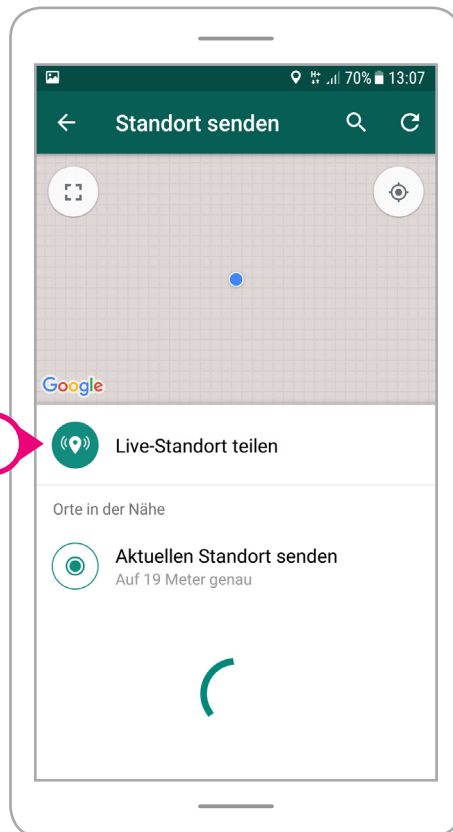 H+ 70% 13:07
Standort senden
Google
Live-Standort teilen
Orte in der Nähe
Aktuellen Standort senden
Auf 19 Meter genau